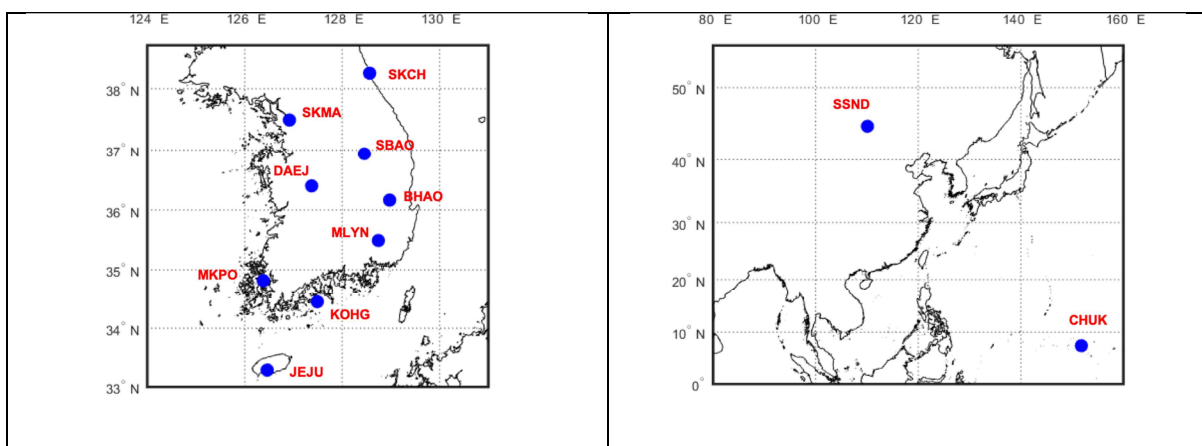 124 E 126 E 128 E 130 E
38° N
37° N
36° N
35° N
34° N
33° N
SKCH
SKMA
SBAO
DAEJ
BHAO
MLYN
MKPO
KOHG
JEJU
80 E 100 E 120 E 140 E 160 E
50° N
40° N
30° N
20° N
10° N
0°
SSND
CHUK